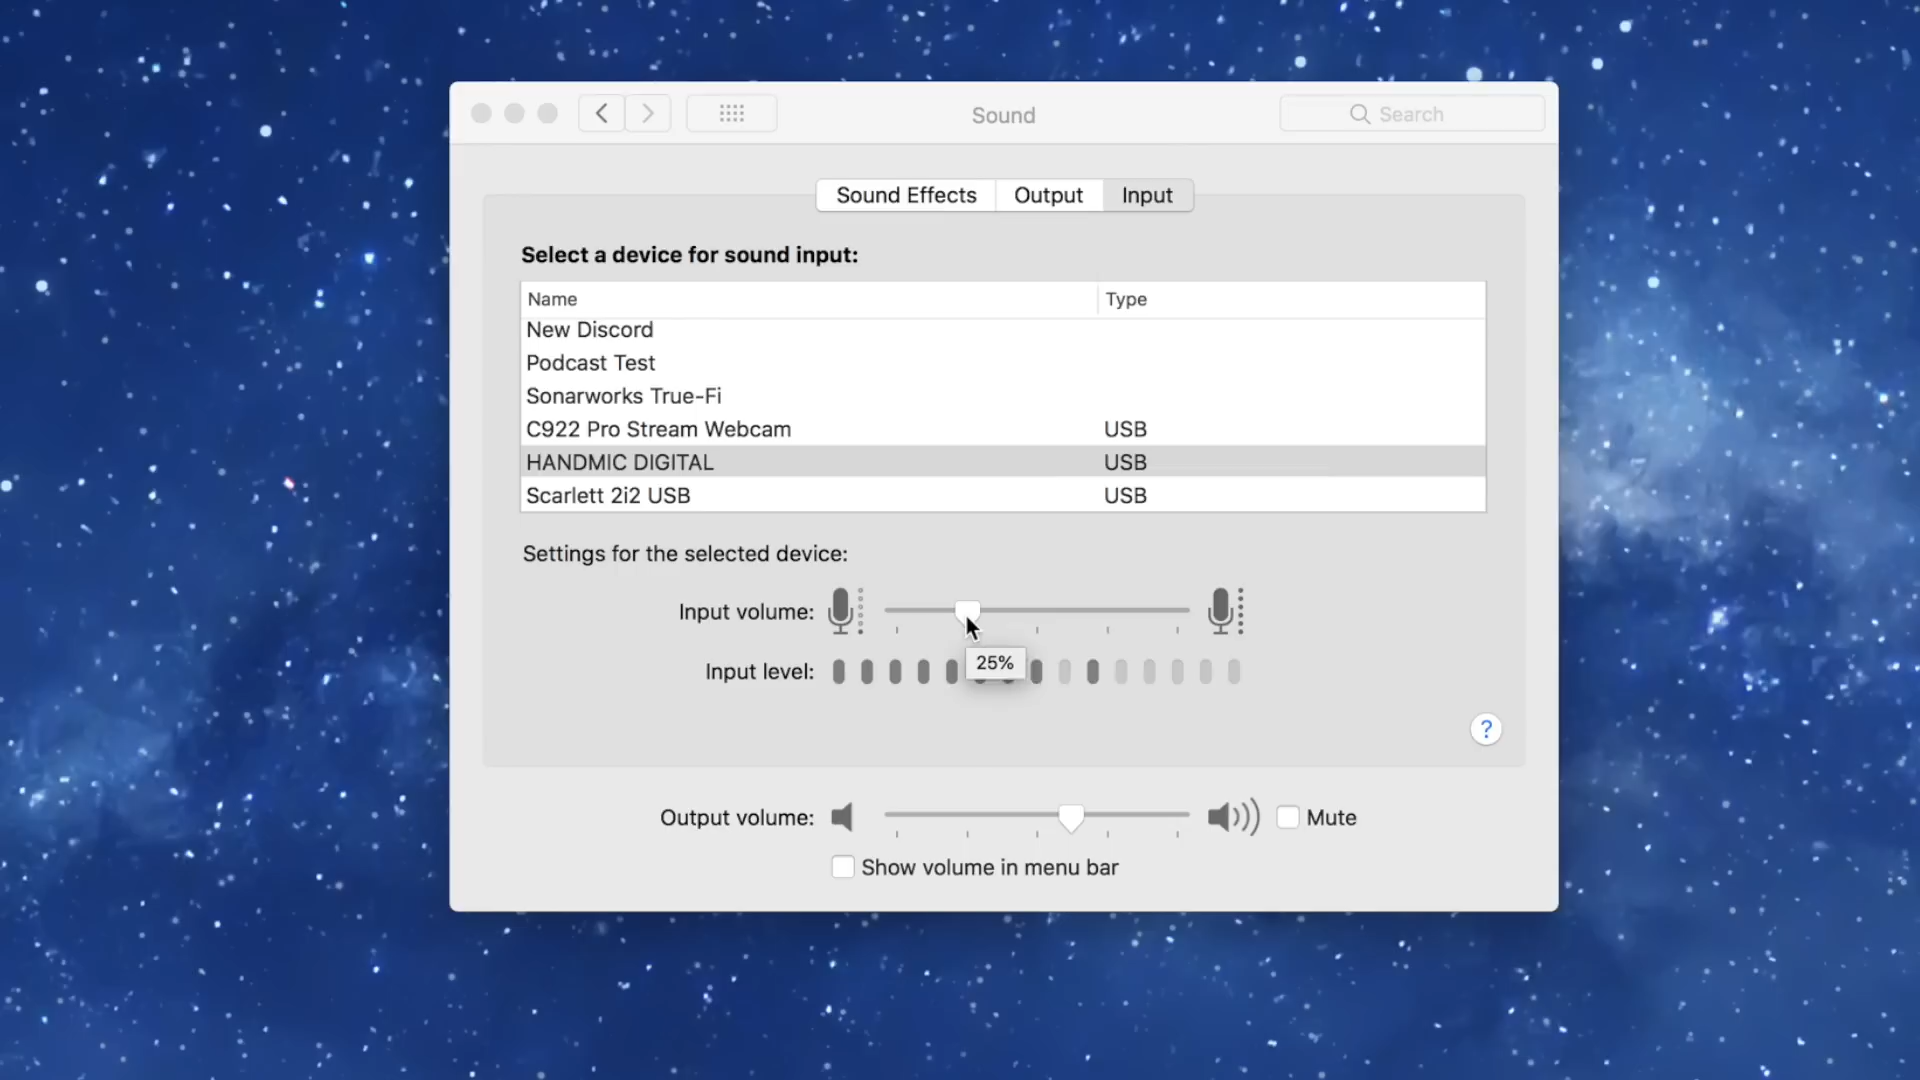 Sound
Search
Sound Effects
Output
Input
Select a device for sound input:
Name
Type
New Discord
Podcast Test
Sonarworks True-Fi
C922 Pro Stream Webcam USB
HANDMIC DIGITAL USB
Scarlett 2i2 USB USB
Settings for the selected device:
Input volume:
25%
Input level:
?
Output volume:
Mute
Show volume in menu bar